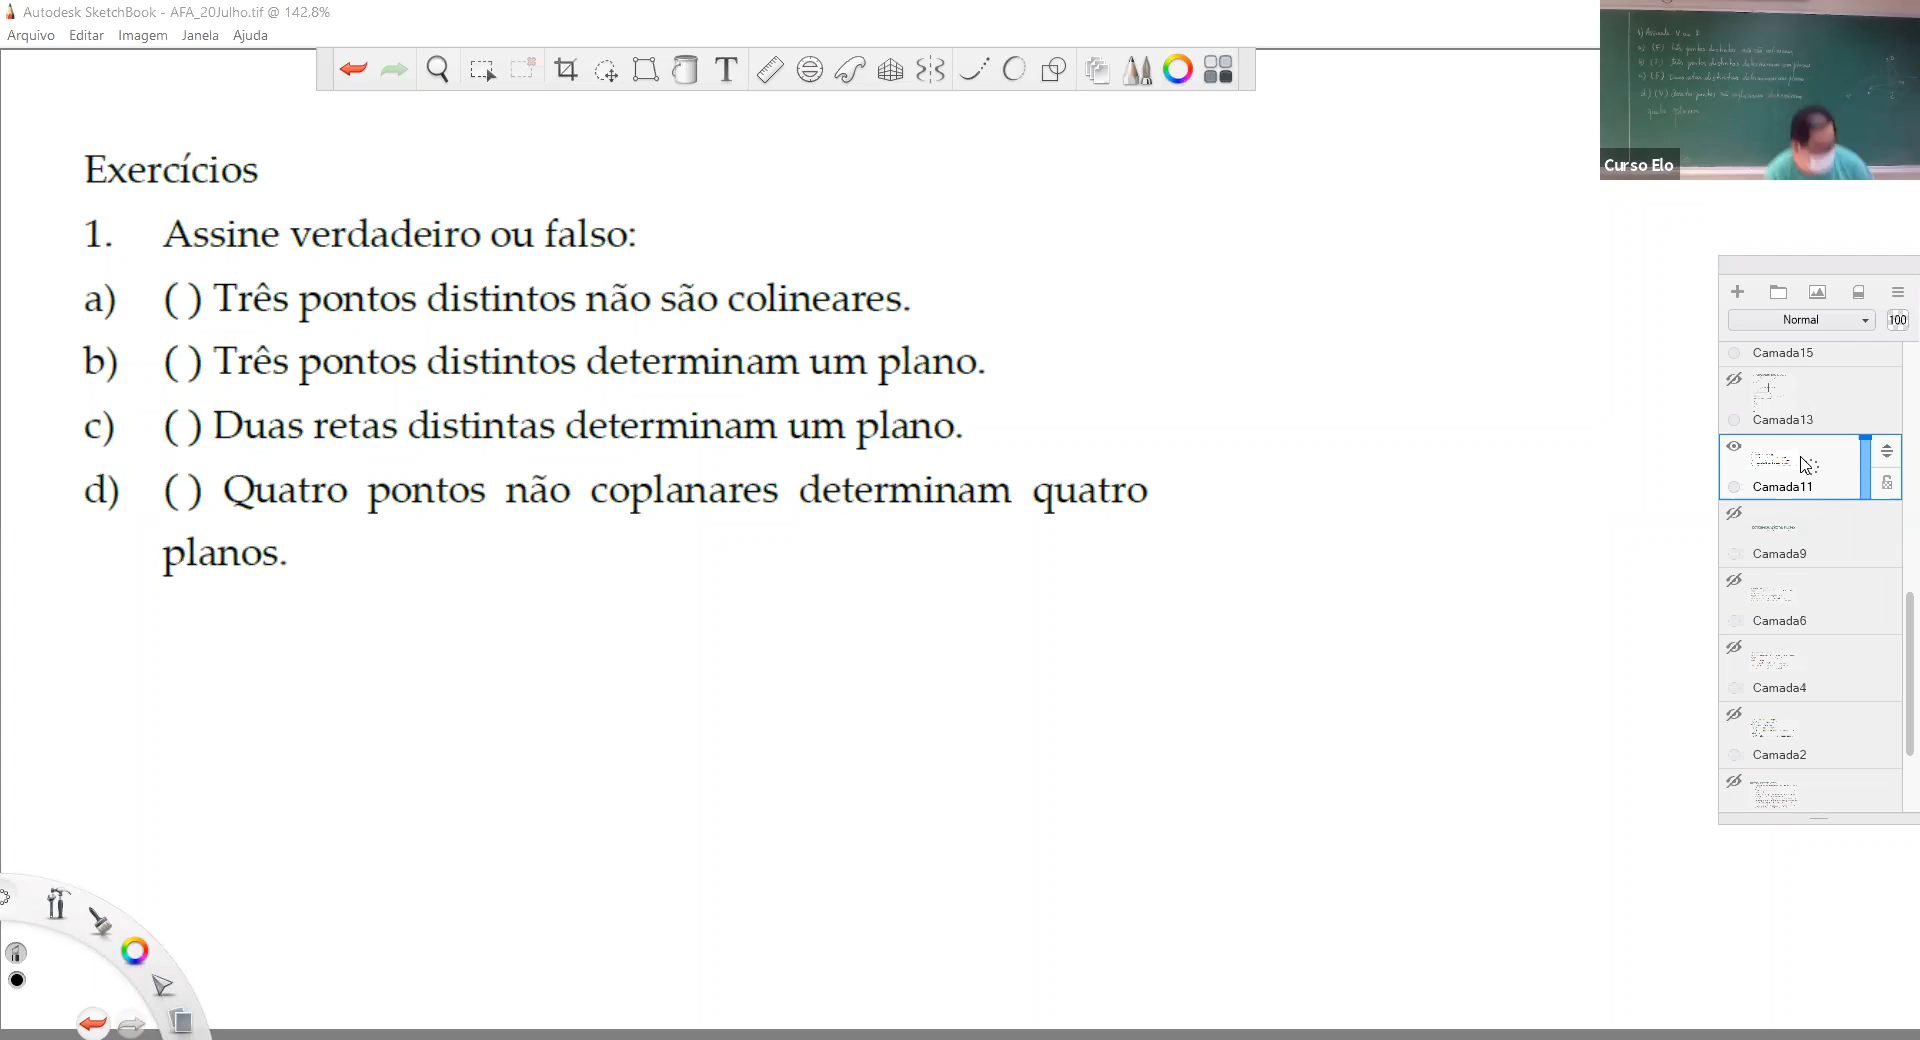 Autodesk SketchBook - AFA_20Julho.tif @ 142,8%
Arquivo Editar Imagem Janela Ajuda
Exercícios
1. Assine verdadeiro ou falso:
a) ( ) Três pontos distintos não são colineares.
b) ( ) Três pontos distintos determinam um plano.
c) ( ) Duas retas distintas determinam um plano.
d) ( ) Quatro pontos não coplanares determinam quatro
planos.
Curso Elo
Normal 100
Camada15
Camada13
Camada11
Camada9
Camada6
Camada4
Camada2